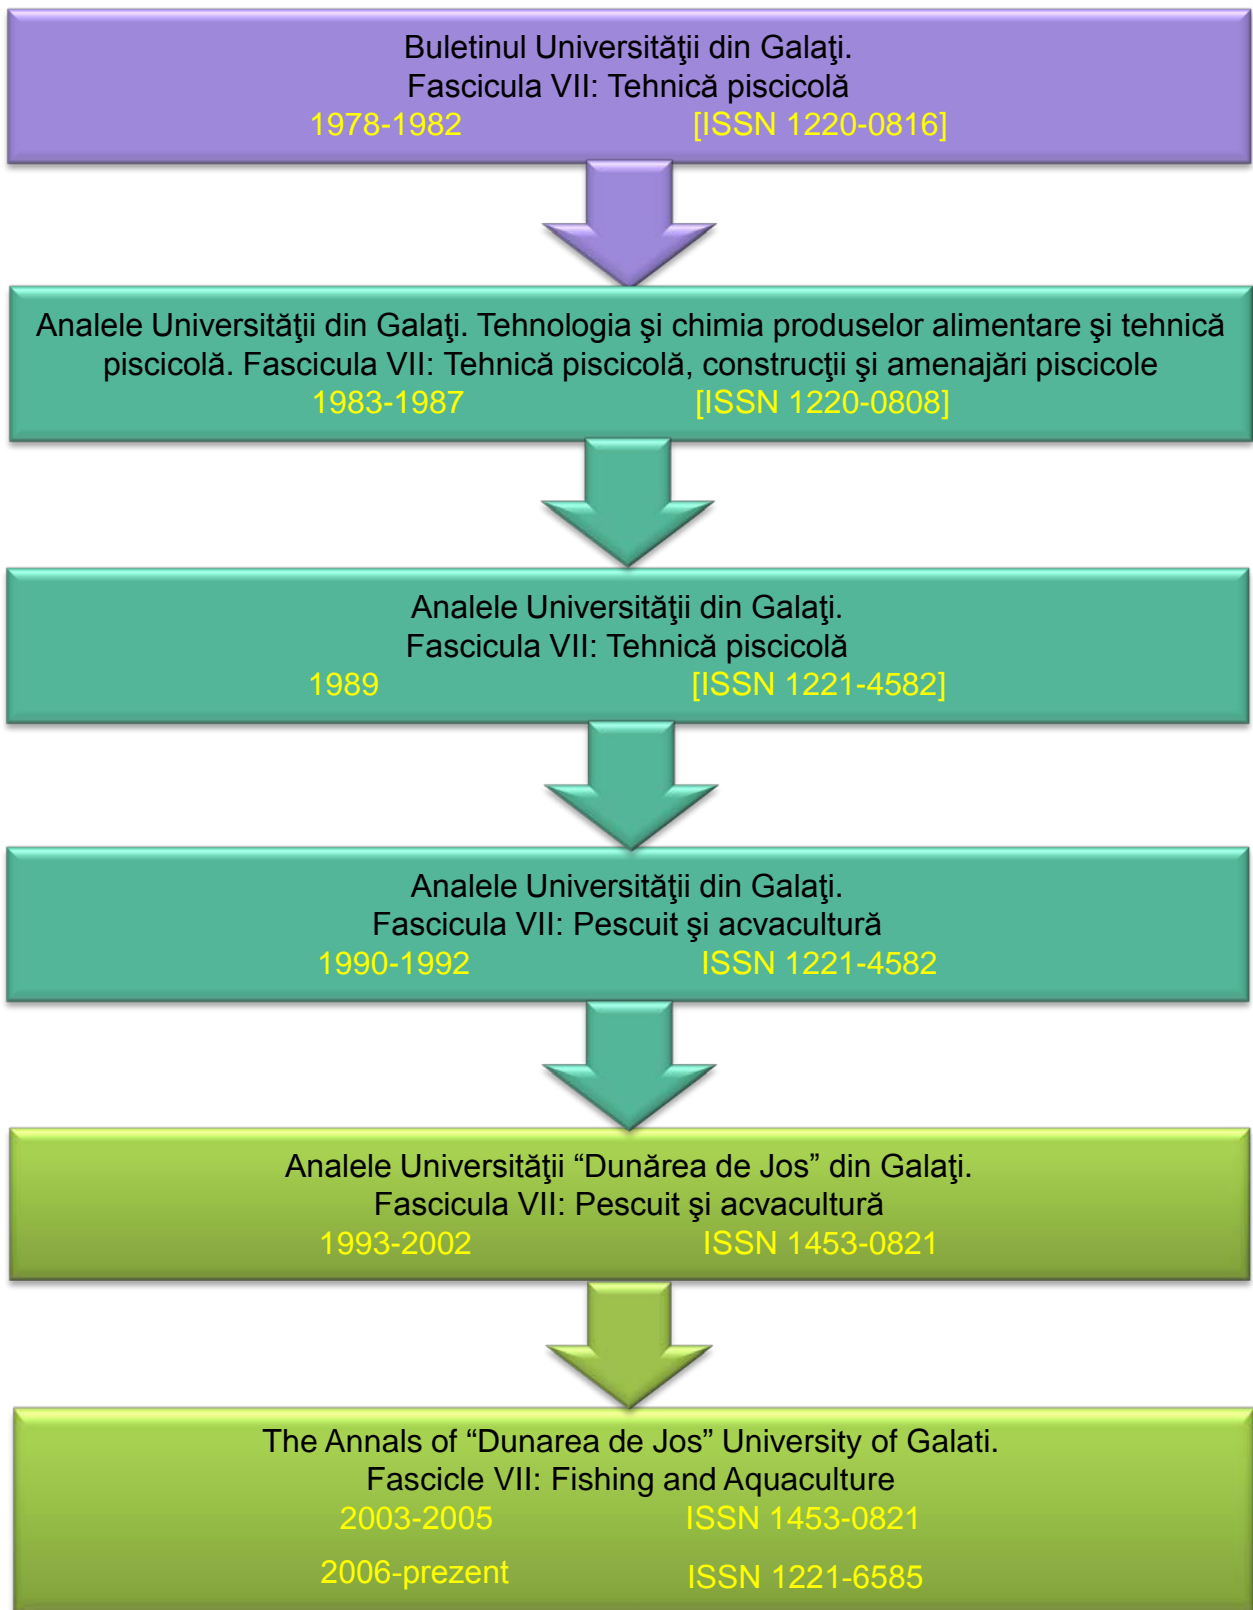 Buletinul Universităţii din Galaţi.
Fascicula VII: Tehnică piscicolă
1978-1982 [ISSN 1220-0816]
Analele Universităţii din Galaţi. Tehnologia şi chimia produselor alimentare şi tehnică
piscicolă. Fascicula VII: Tehnică piscicolă, construcţii şi amenajări piscicole
1983-1987 [ISSN 1220-0808]
Analele Universităţii din Galaţi.
Fascicula VII: Tehnică piscicolă
1989 [ISSN 1221-4582]
Analele Universităţii din Galaţi.
Fascicula VII: Pescuit şi acvacultură
1990-1992 ISSN 1221-4582
Analele Universităţii “Dunărea de Jos” din Galaţi.
Fascicula VII: Pescuit şi acvacultură
1993-2002 ISSN 1453-0821
The Annals of “Dunarea de Jos” University of Galati.
Fascicle VII: Fishing and Aquaculture
2003-2005 ISSN 1453-0821
2006-prezent ISSN 1221-6585